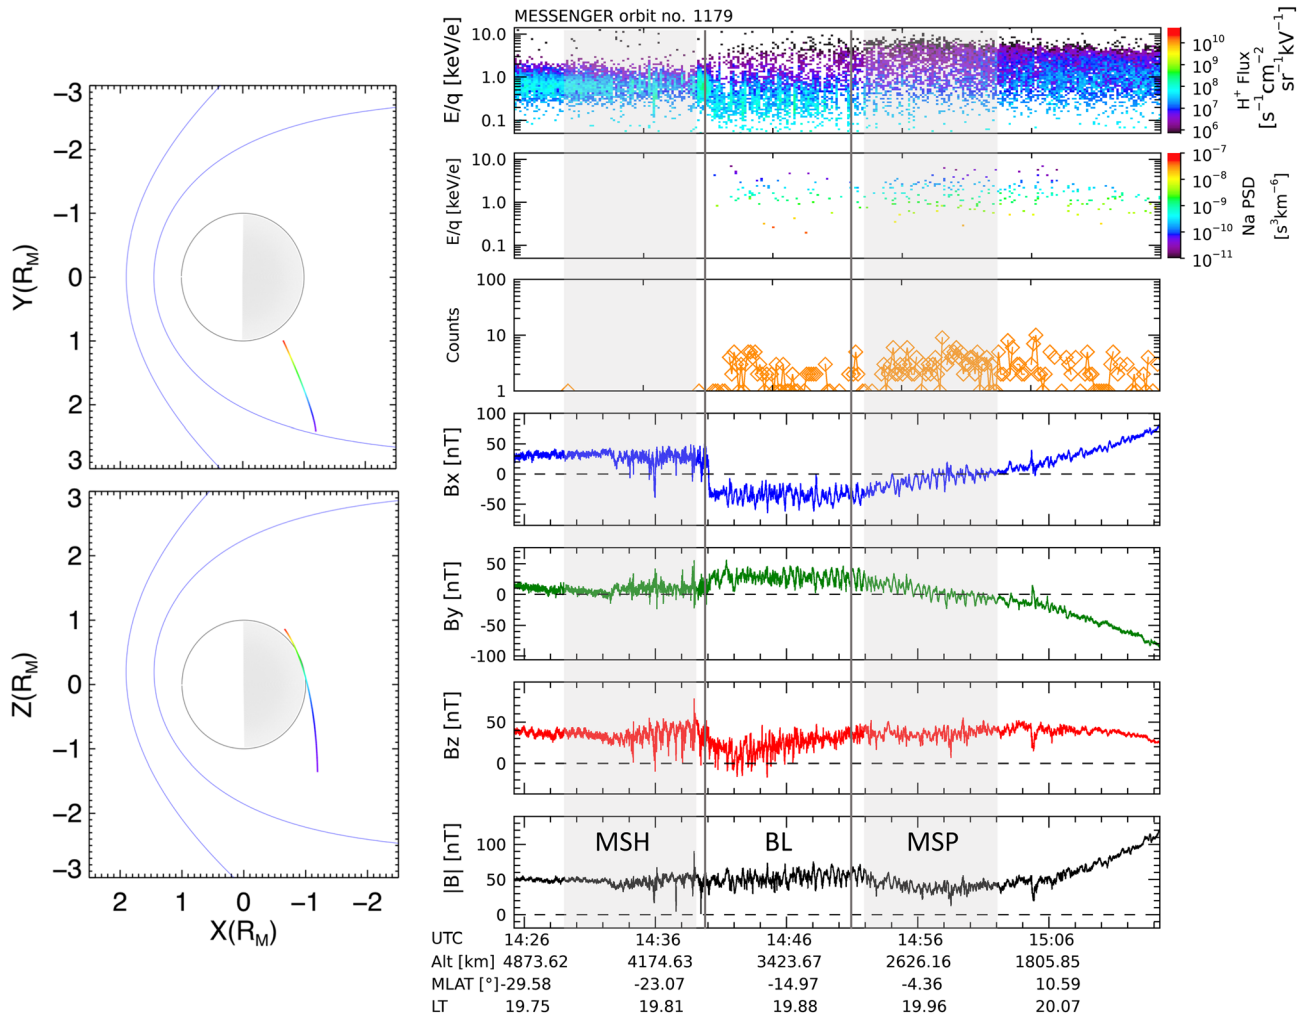 MESSENGER orbit no. 1179
E/q [keV/e]
10.0
1.0
0.1
10^10
10^9
10^8
10^7
10^6
H^+ Flux
[s^-1cm^-2
sr^-1kV^-1]
E/q [keV/e]
10.0
1.0
0.1
10^-7
10^-8
10^-9
10^-10
10^-11
Na PSD
[s^3km^-6]
Counts
100
10
1
Bx [nT]
100
50
0
-50
By [nT]
50
0
-50
-100
Bz [nT]
50
0
|B| [nT]
100
50
0
MSH BL MSP
UTC 14:26 14:36 14:46 14:56 15:06
Alt [km] 4873.62 4174.63 3423.67 2626.16 1805.85
MLAT [°]-29.58 -23.07 -14.97 -4.36 10.59
LT 19.75 19.81 19.88 19.96 20.07
Y(R_M)
-3
-2
-1
0
1
2
3
Z(R_M)
3
2
1
0
-1
-2
-3
2 1 0 -1 -2
X(R_M)